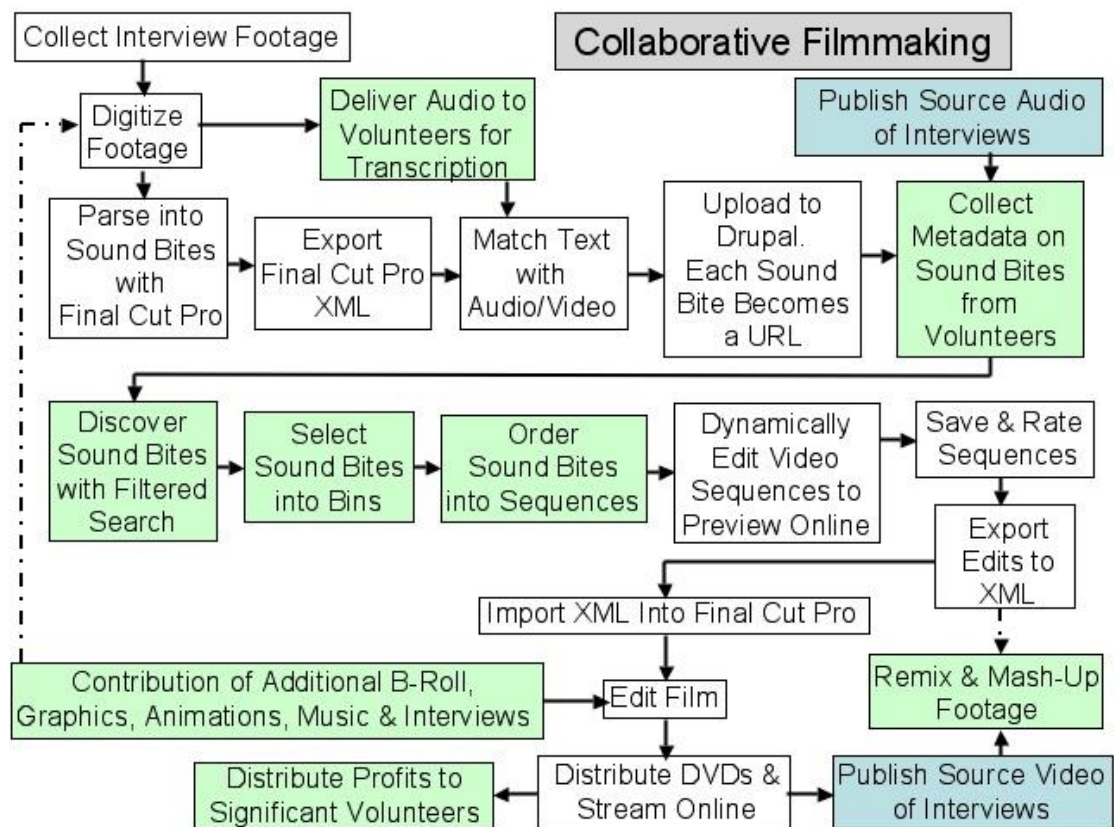 Collect Interview Footage
Collaborative Filmmaking
Digitize
Footage
Deliver Audio to
Volunteers for
Transcription
Publish Source Audio
of Interviews
Parse into
Sound Bites
with
Final Cut Pro
Export
Final Cut Pro
XML
Match Text
with
Audio/Video
Upload to
Drupal.
Each Sound
Bite Becomes
a URL
Collect
Metadata on
Sound Bites
from
Volunteers
Discover
Sound Bites
with Filtered
Search
Select
Sound Bites
into Bins
Order
Sound Bites
into Sequences
Dynamically
Edit Video
Sequences to
Preview Online
Save & Rate
Sequences
Export
Edits to
XML
Import XML Into Final Cut Pro
Contribution of Additional B-Roll,
Graphics, Animations, Music & Interviews
Edit Film
Remix & Mash-Up
Footage
Distribute Profits to
Significant Volunteers
Distribute DVDs &
Stream Online
Publish Source Video
of Interviews